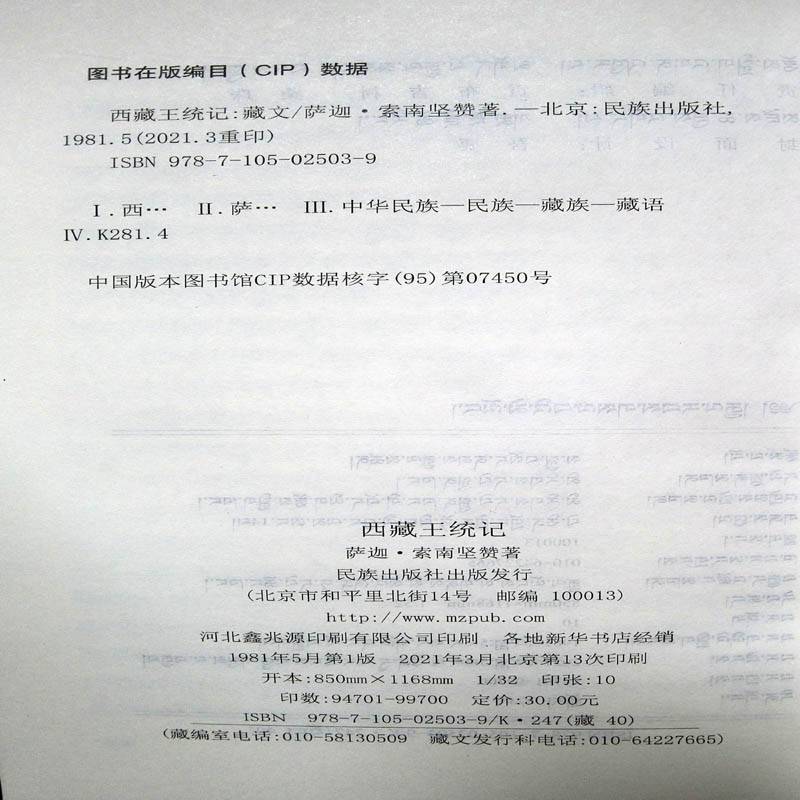 图书在版编目（CIP）数据
西藏王统记:藏文/萨迦·索南坚赞著.—北京:民族出版社,
1981.5(2021.3重印)
ISBN 978-7-105-02503-9
Ⅰ.西… Ⅱ.萨… Ⅲ.中华民族—民族—藏族—藏语
Ⅳ.K281.4
中国版本图书馆CIP数据核字(95)第07450号
西藏王统记
萨迦·索南坚赞著
民族出版社出版发行
(北京市和平里北街14号 邮编 100013)
http://www.mzpub.com
河北鑫兆源印刷有限公司印刷 各地新华书店经销
1981年5月第1版 2021年3月北京第13次印刷
开本:850mm×1168mm 1/32 印张:10
印数:94701-99700 定价:30.00元
ISBN 978-7-105-02503-9/K·247(藏 40)
(藏编室电话:010-58130509 藏文发行科电话:010-64227665)